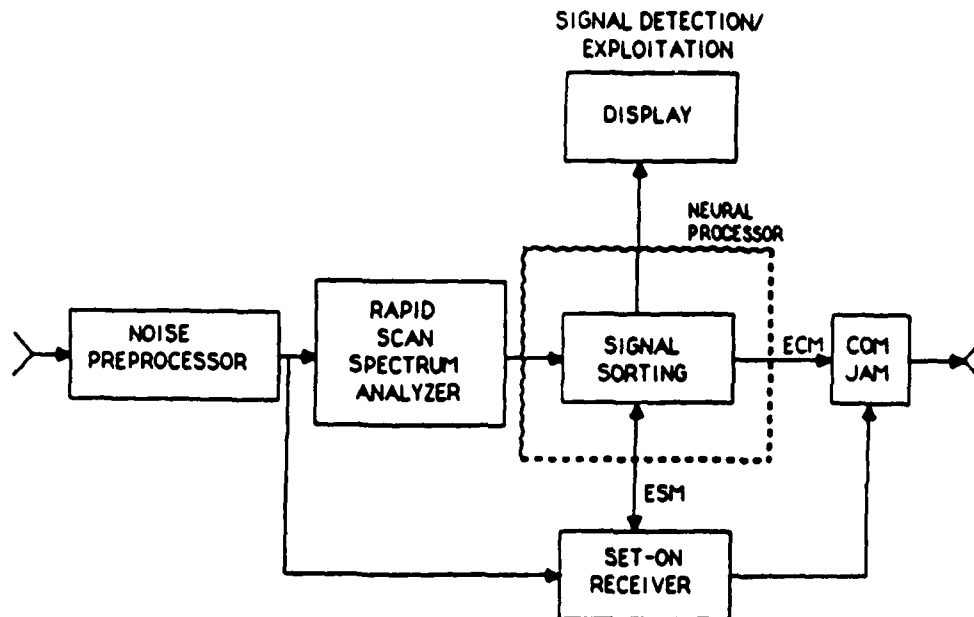 SIGNAL DETECTION/
EXPLOITATION
DISPLAY
NEURAL
PROCESSOR
NOISE
PREPROCESSOR
RAPID
SCAN
SPECTRUM
ANALYZER
SIGNAL
SORTING
ECM
COM
JAM
ESM
SET-ON
RECEIVER